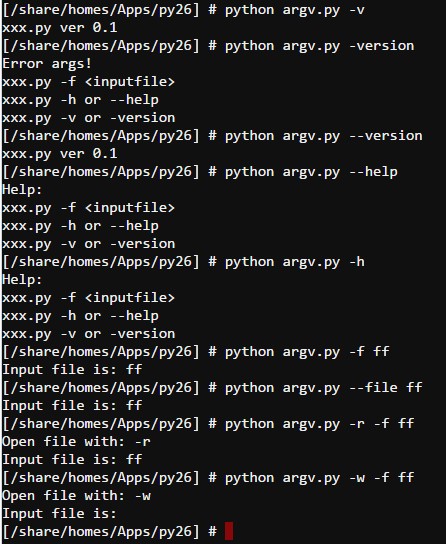 [/share/homes/Apps/py26] # python argv.py -v
xxx.py ver 0.1
[/share/homes/Apps/py26] # python argv.py -version
Error args!
xxx.py -f <inputfile>
xxx.py -h or --help
xxx.py -v or -version
[/share/homes/Apps/py26] # python argv.py --version
xxx.py ver 0.1
[/share/homes/Apps/py26] # python argv.py --help
Help:
xxx.py -f <inputfile>
xxx.py -h or --help
xxx.py -v or -version
[/share/homes/Apps/py26] # python argv.py -h
Help:
xxx.py -f <inputfile>
xxx.py -h or --help
xxx.py -v or -version
[/share/homes/Apps/py26] # python argv.py -f ff
Input file is: ff
[/share/homes/Apps/py26] # python argv.py --file ff
Input file is: ff
[/share/homes/Apps/py26] # python argv.py -r -f ff
Open file with: -r
Input file is: ff
[/share/homes/Apps/py26] # python argv.py -w -f ff
Open file with: -w
Input file is:
[/share/homes/Apps/py26] #